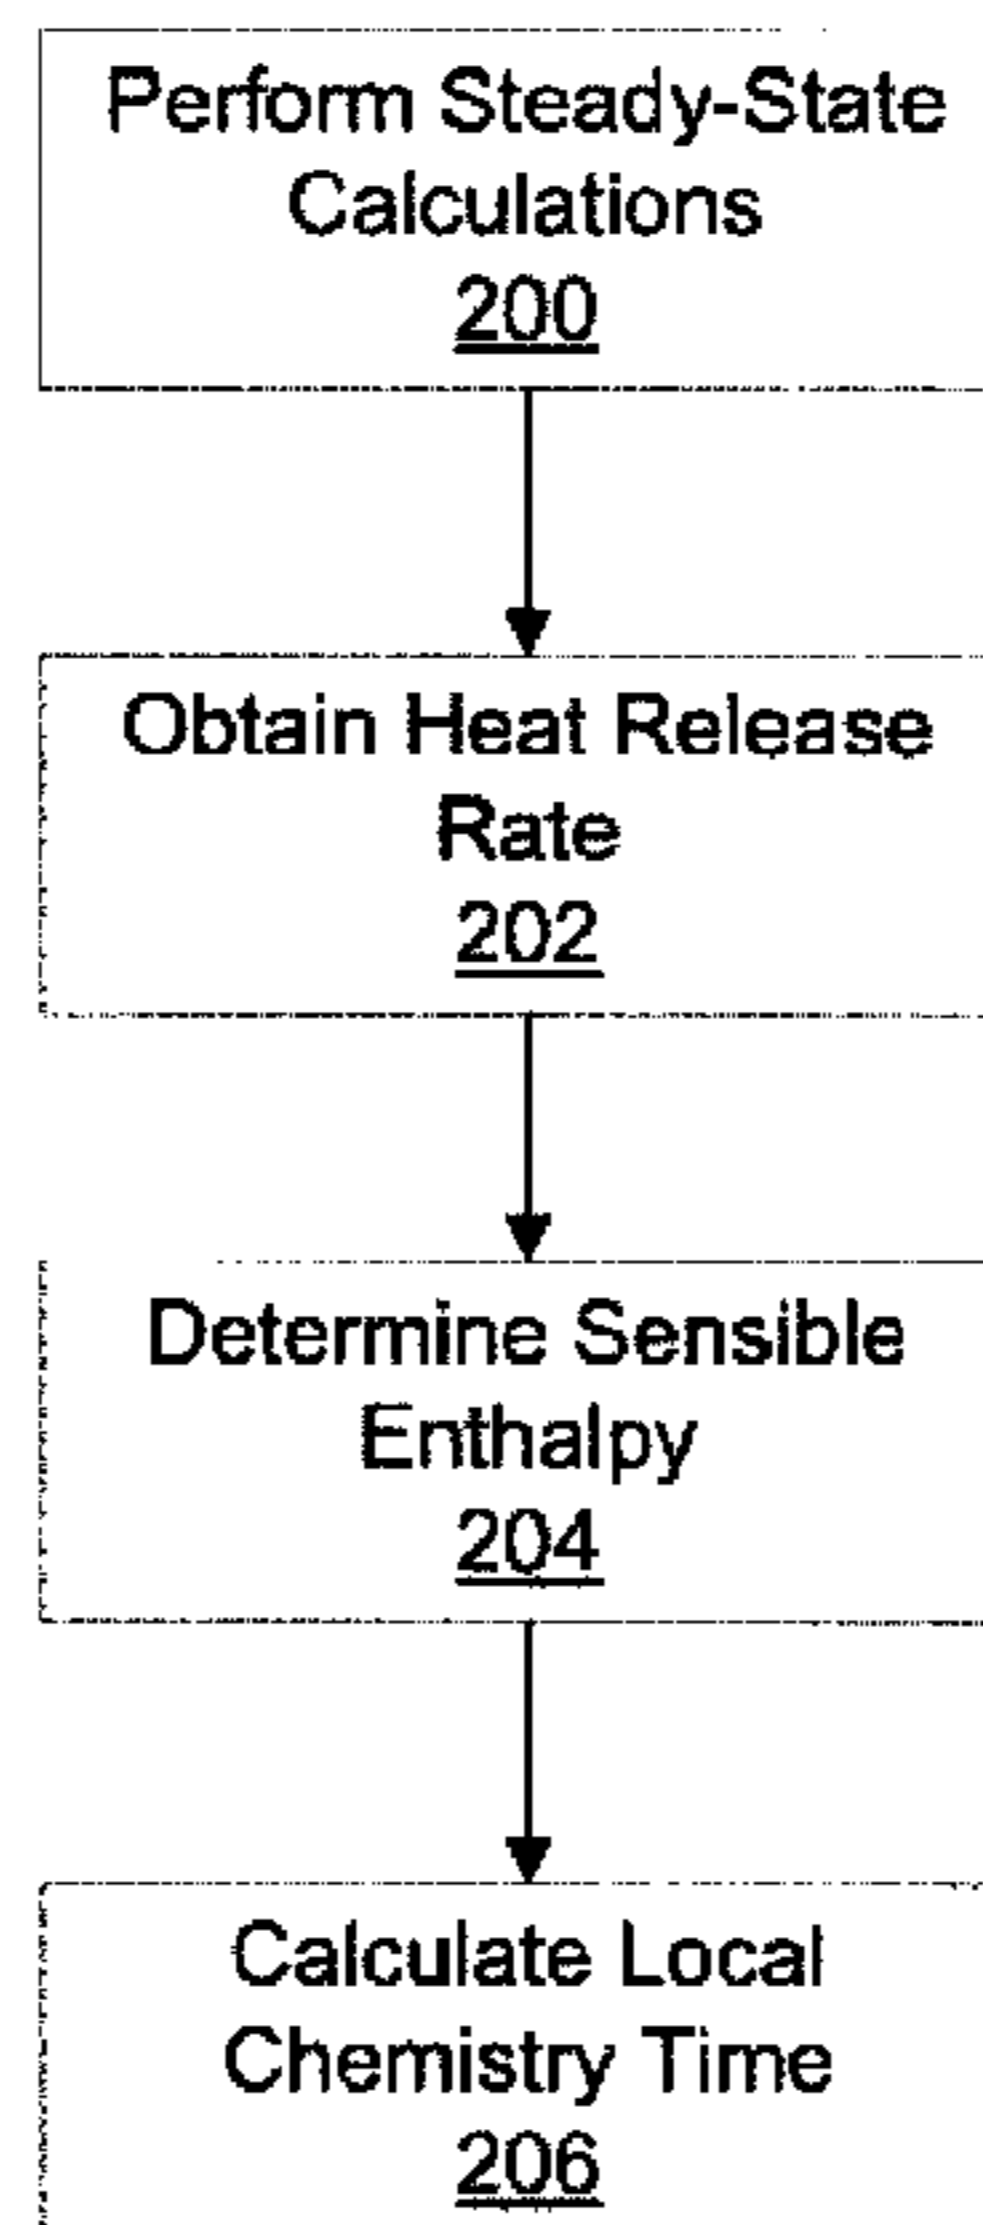 Perform Steady-State
Calculations
200
Obtain Heat Release
Rate
202
Determine Sensible
Enthalpy
204
Calculate Local
Chemistry Time
206